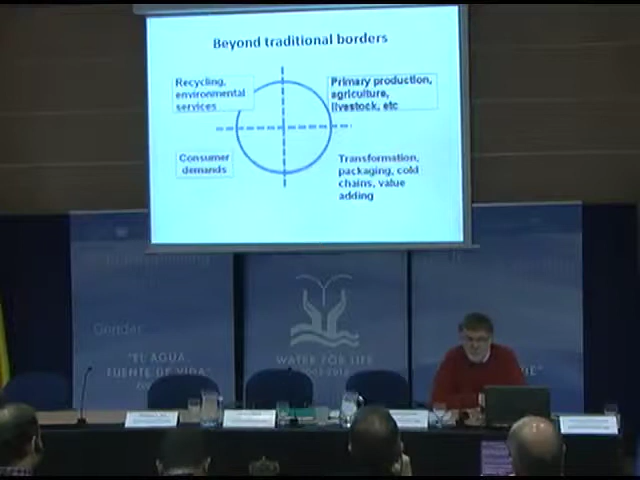 Beyond traditional borders
Recycling,
environmental
services
Primary production,
agriculture,
livestock, etc
Consumer
demands
Transformation,
packaging, cold
chains, value
adding
Gender
"EL AGUA
FUENTE DE VIDA"
WATER FOR LIFE